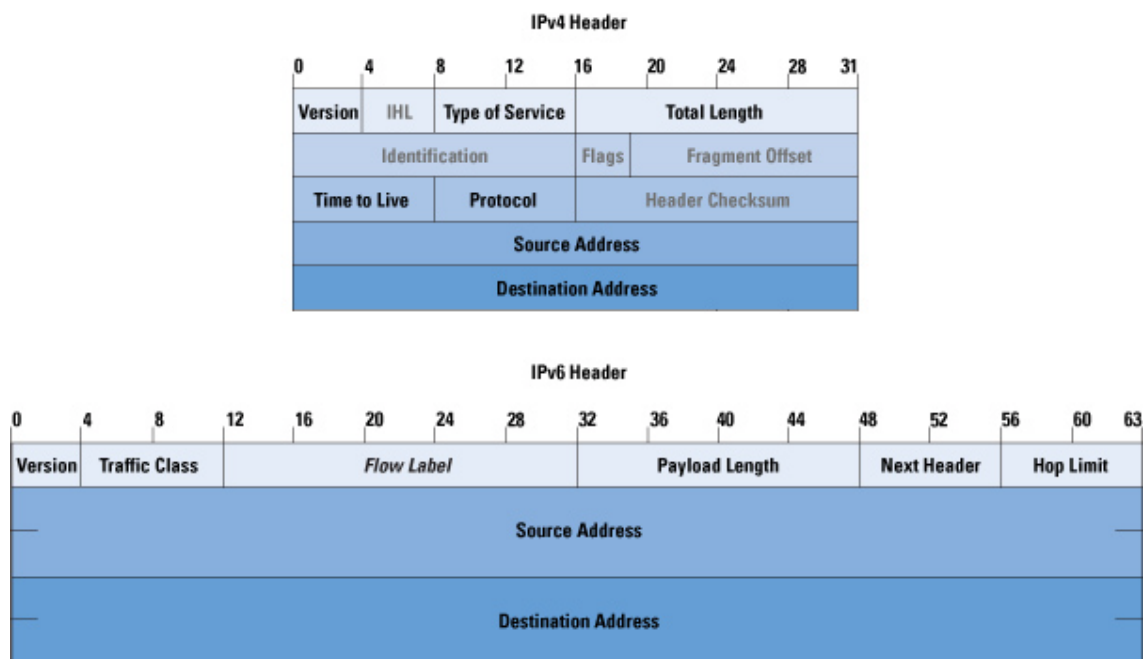 IPv4 Header
0 4 8 12 16 20 24 28 31
Version IHL Type of Service Total Length
Identification Flags Fragment Offset
Time to Live Protocol Header Checksum
Source Address
Destination Address
IPv6 Header
0 4 8 12 16 20 24 28 32 36 40 44 48 52 56 60 63
Version Traffic Class Flow Label Payload Length Next Header Hop Limit
Source Address
Destination Address